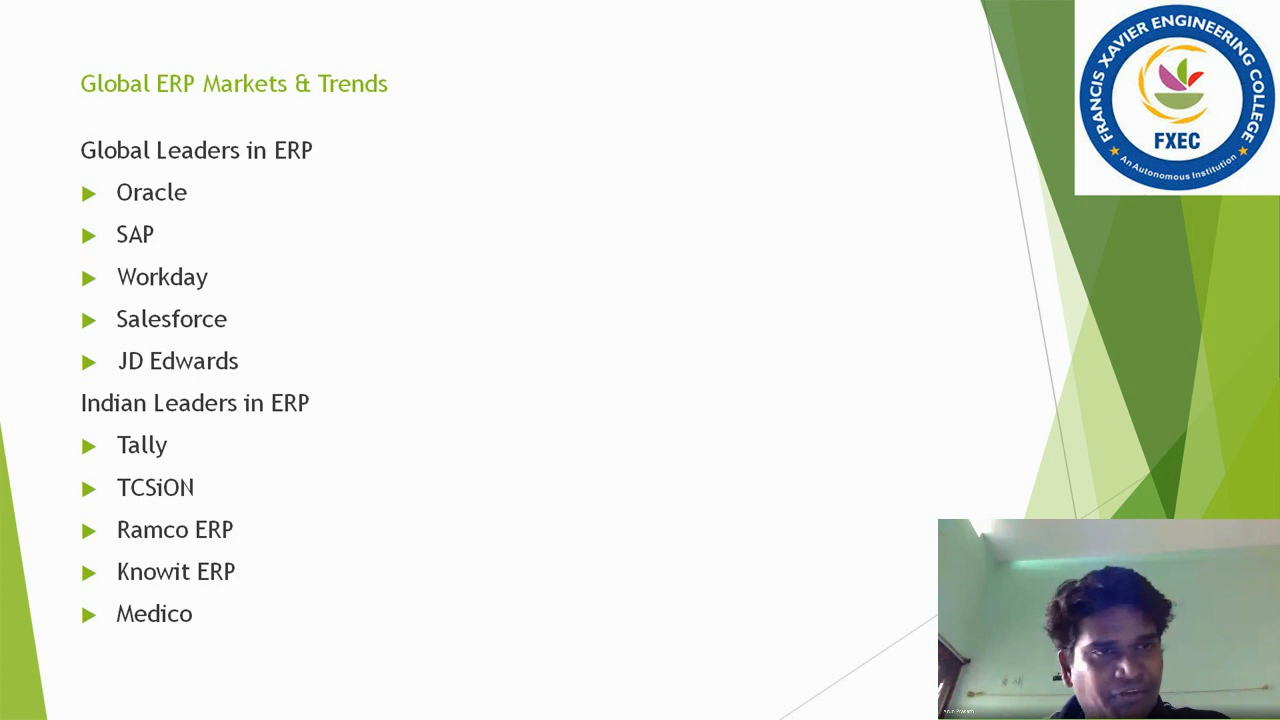 Global ERP Markets & Trends
Global Leaders in ERP
Oracle
SAP
Workday
Salesforce
JD Edwards
Indian Leaders in ERP
Tally
TCSiON
Ramco ERP
Knowit ERP
Medico
FRANCIS XAVIER ENGINEERING COLLEGE
FXEC
An Autonomous Institution